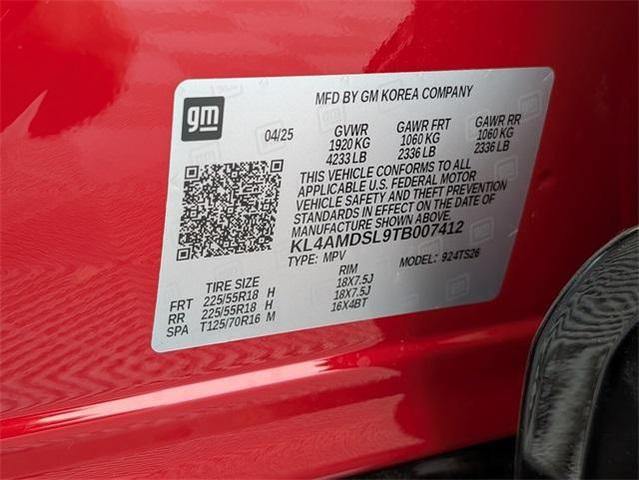 gm
MFD BY GM KOREA COMPANY
04/25 GVWR GAWR FRT GAWR RR
1920 KG 1060 KG 1060 KG
4233 LB 2336 LB 2336 LB
THIS VEHICLE CONFORMS TO ALL
APPLICABLE U.S. FEDERAL MOTOR
VEHICLE SAFETY AND THEFT PREVENTION
STANDARDS IN EFFECT ON THE DATE OF
MANUFACTURE SHOWN ABOVE.
KL4AMDSL9TB007412
TYPE: MPV MODEL: 924TS26
TIRE SIZE RIM
FRT 225/55R18 H 18X7.5J
RR 225/55R18 H 18X7.5J
SPA T125/70R16 M 16X4BT